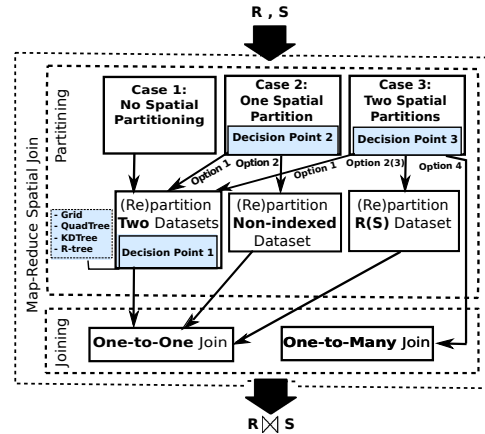 R , S
Map-Reduce Spatial Join
Partitining
Case 1:
No Spatial
Partitioning
Case 2:
One Spatial
Partition
Decision Point 2
Case 3:
Two Spatial
Partitions
Decision Point 3
Option 1
Option 2
Option 1
Option 2(3)
Option 4
- Grid
- QuadTree
- KDTree
- R-tree
(Re)partition
Two Datasets
Decision Point 1
(Re)partition
Non-indexed
Dataset
(Re)partition
R(S) Dataset
Joining
One-to-One Join
One-to-Many Join
R⋈S